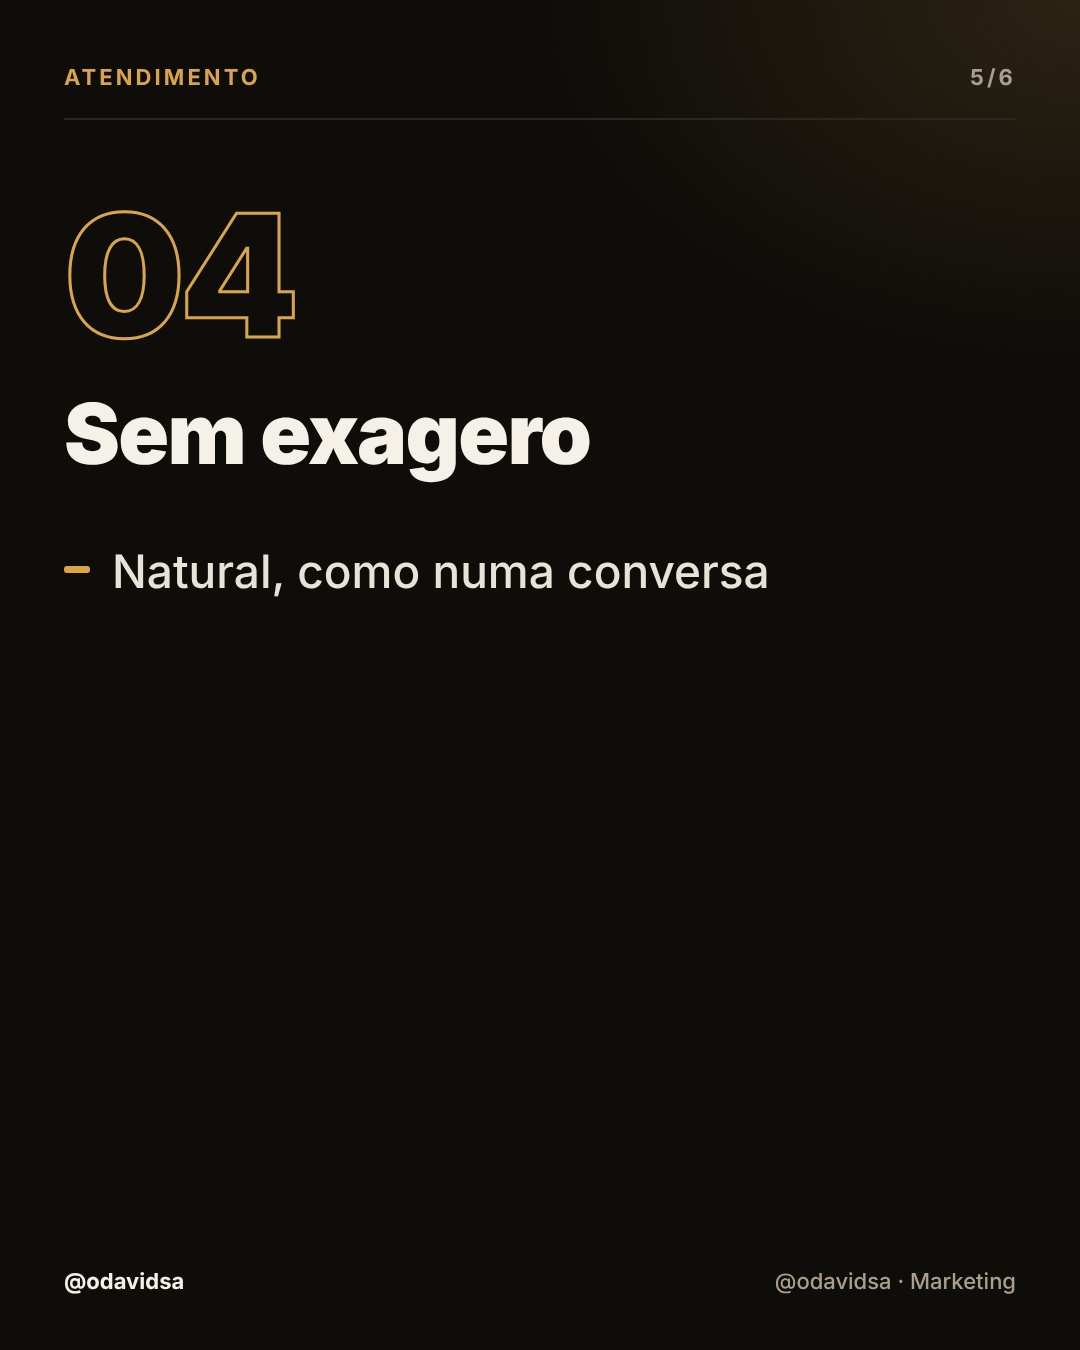 ATENDIMENTO
5/6
04
Sem exagero
Natural, como numa conversa
@odavidsa
@odavidsa · Marketing